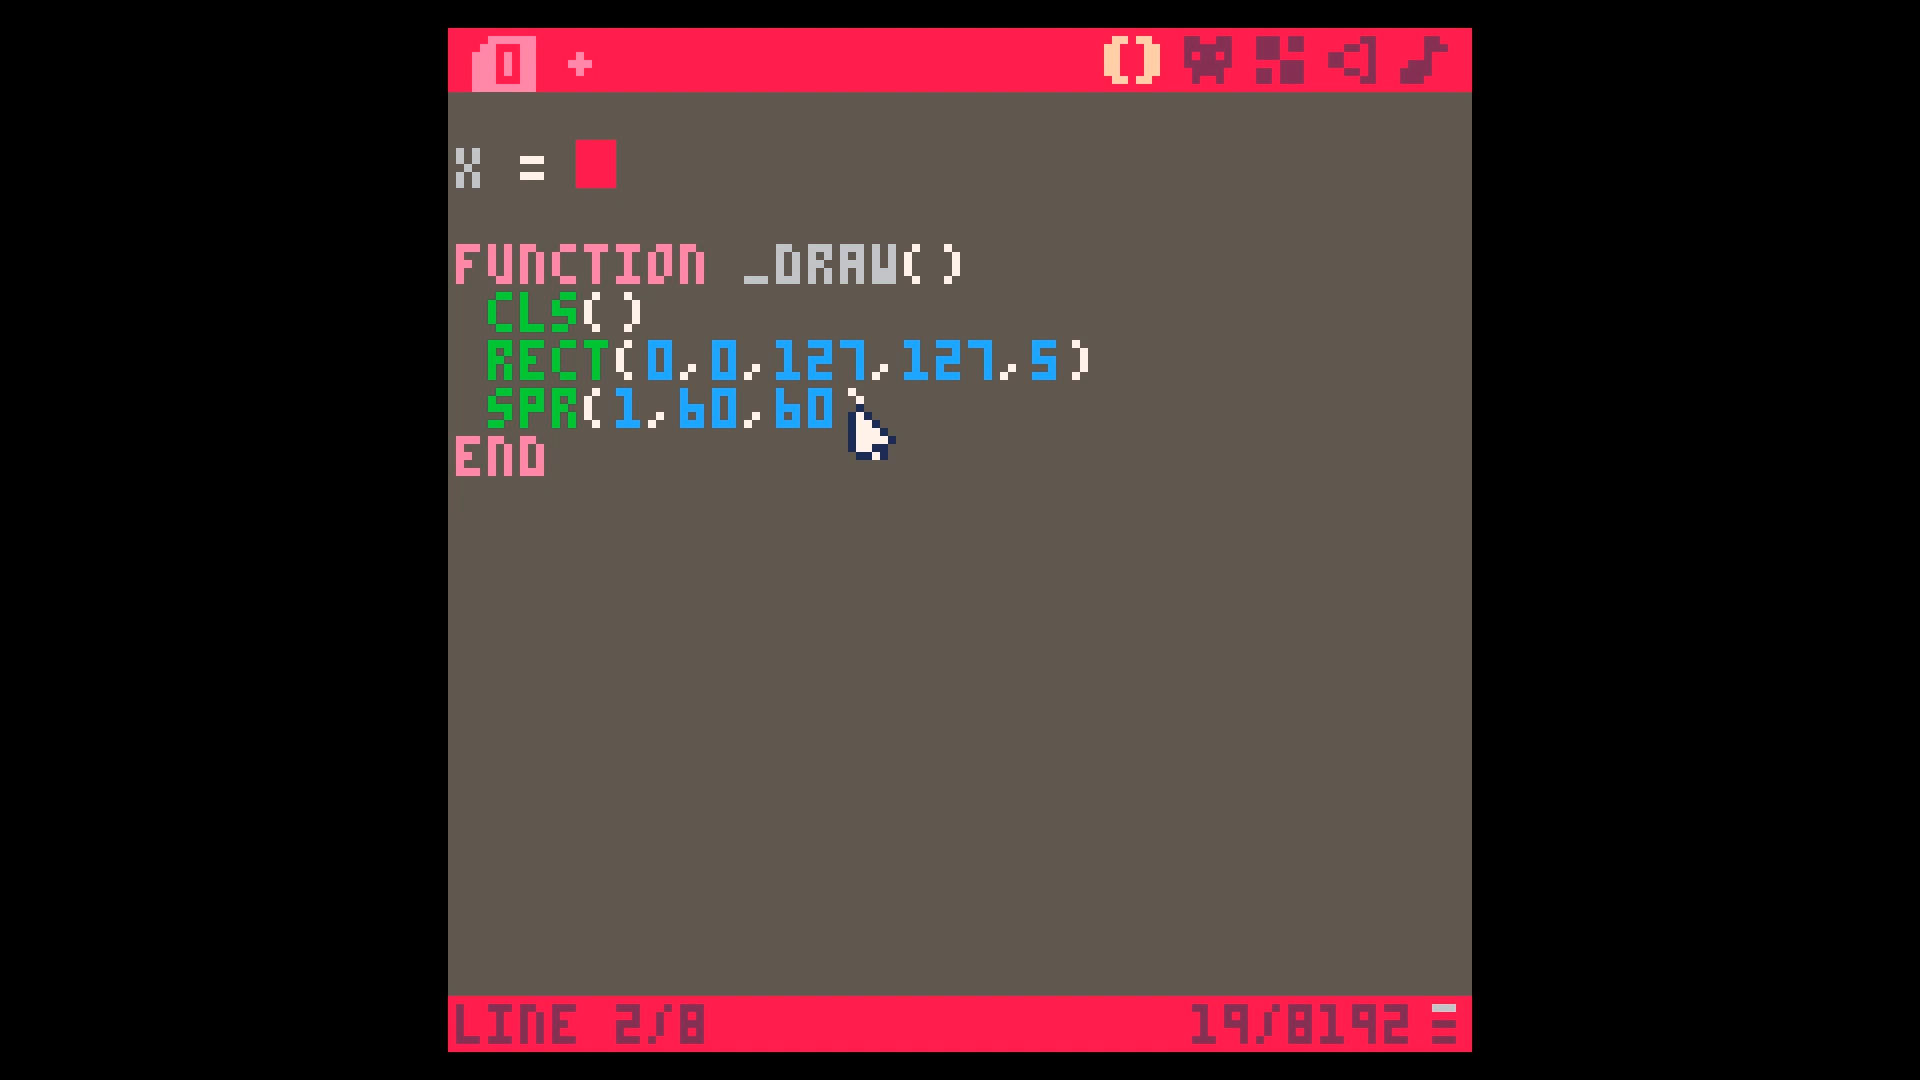 0 +
X =
FUNCTION _DRAW()
CLS()
RECT(0,0,127,127,5)
SPR(1,60,60)
END
LINE 2/8 19/8192